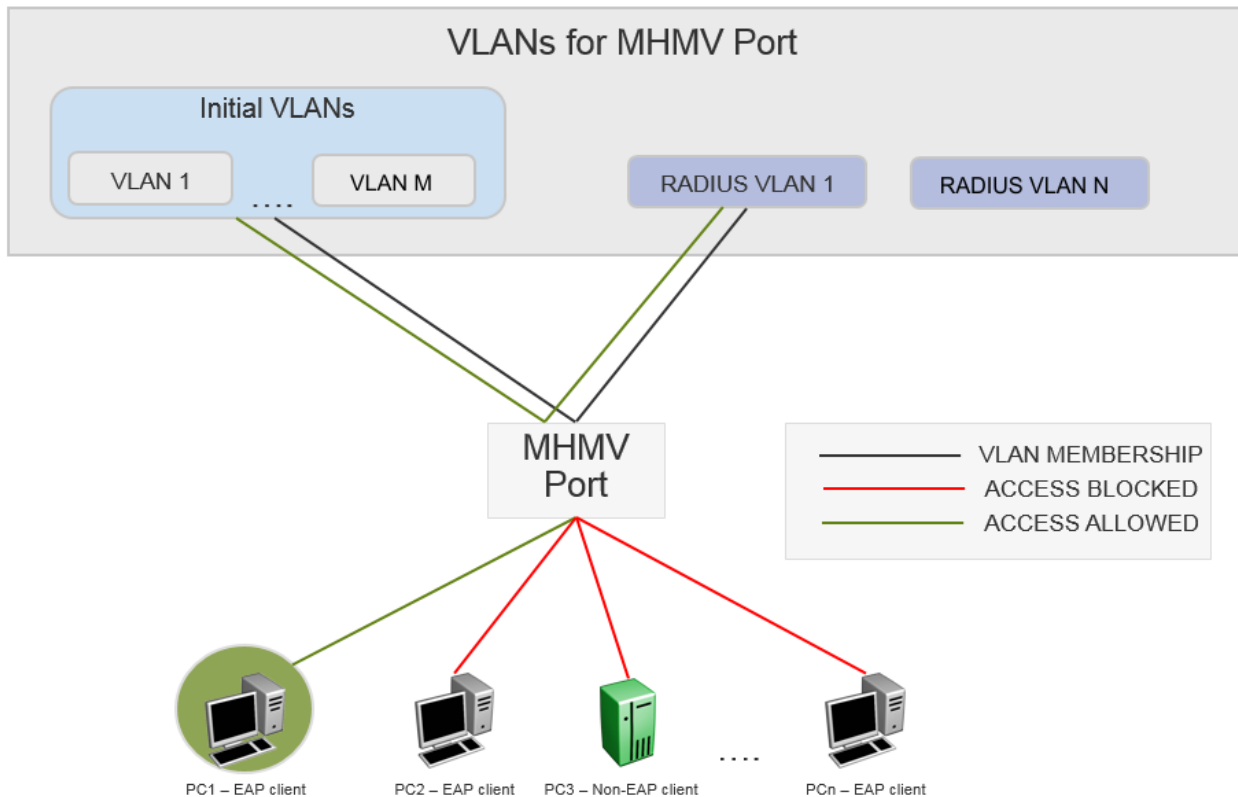 VLANs for MHMV Port
Initial VLANs
VLAN 1
....
VLAN M
RADIUS VLAN 1
RADIUS VLAN N
MHMV
Port
VLAN MEMBERSHIP
ACCESS BLOCKED
ACCESS ALLOWED
PC1 – EAP client
PC2 – EAP client
PC3 – Non-EAP client
....
PCn – EAP client